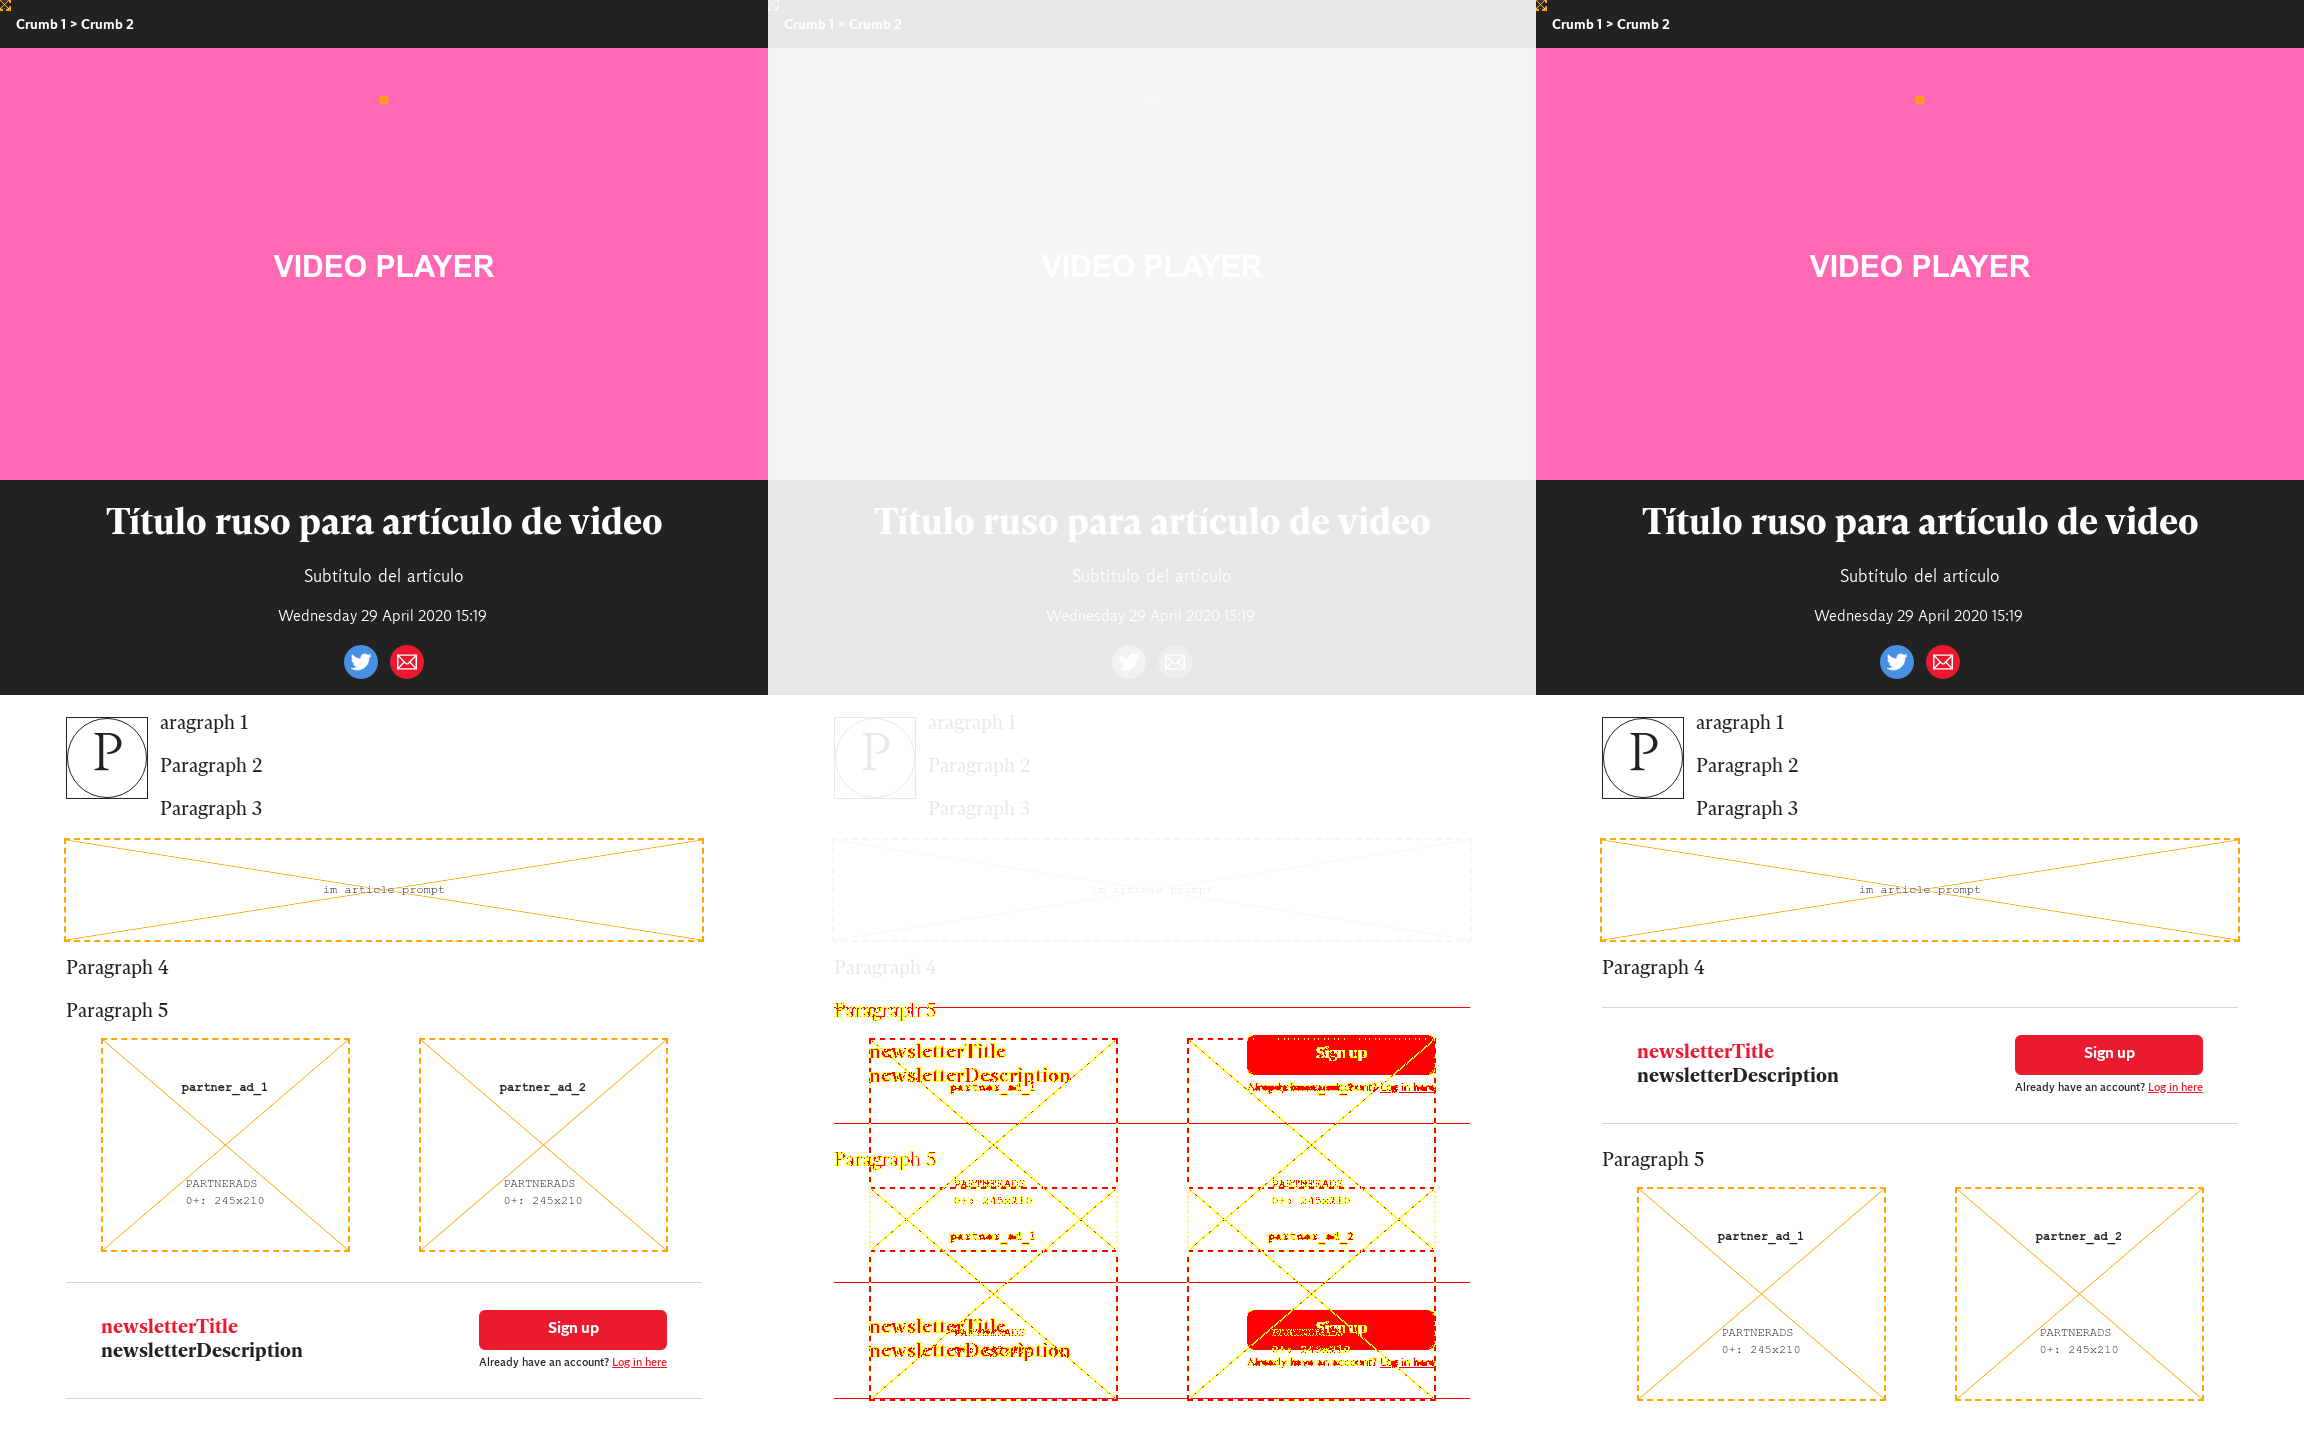 Crumb 1 > Crumb 2
VIDEO PLAYER
Título ruso para artículo de video
Subtítulo del artículo
Wednesday 29 April 2020 15:19
P
aragraph 1
Paragraph 2
Paragraph 3
im article prompt
Paragraph 4
Paragraph 5
partner_ad_1
partner_ad_2
PARTNERADS
0+: 245x210
PARTNERADS
0+: 245x210
newsletterTitle
newsletterDescription
Sign up
Already have an account? Log in here
Crumb 1 > Crumb 2
VIDEO PLAYER
Título ruso para artículo de video
Subtítulo del artículo
Wednesday 29 April 2020 15:19
P
aragraph 1
Paragraph 2
Paragraph 3
im article prompt
Paragraph 4
Paragraph 5
newsletterTitle
newsletterDescription
Sign up
partner_ad_1
Log in here
Paragraph 5
PARTNERADS
0+: 245x210
PARTNERADS
0+: 245x210
partner_ad_1
partner_ad_2
newsletterTitle
newsletterDescription
Sign up
Already have an account? Log in here
Crumb 1 > Crumb 2
VIDEO PLAYER
Título ruso para artículo de video
Subtítulo del artículo
Wednesday 29 April 2020 15:19
P
aragraph 1
Paragraph 2
Paragraph 3
im article prompt
Paragraph 4
newsletterTitle
newsletterDescription
Sign up
Already have an account? Log in here
Paragraph 5
partner_ad_1
partner_ad_2
PARTNERADS
0+: 245x210
PARTNERADS
0+: 245x210